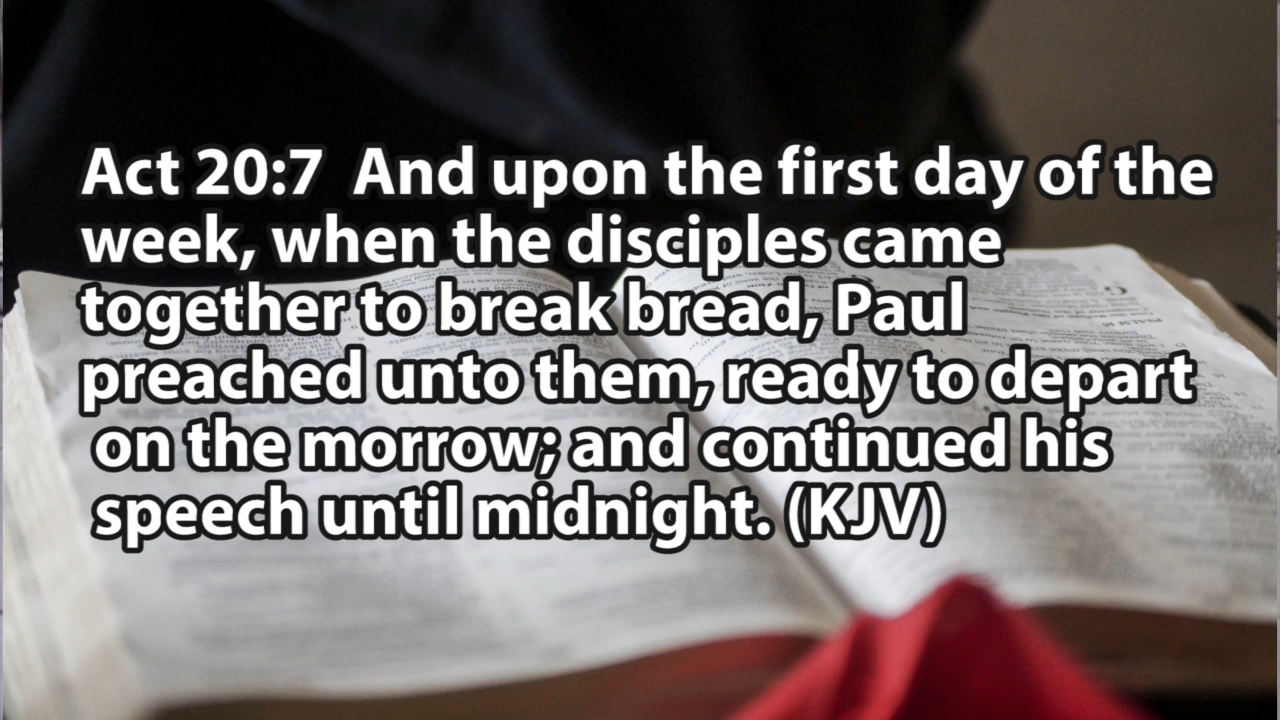 Act 20:7  And upon the first day of the
week, when the disciples came
together to break bread, Paul
preached unto them, ready to depart
on the morrow; and continued his
speech until midnight. (KJV)